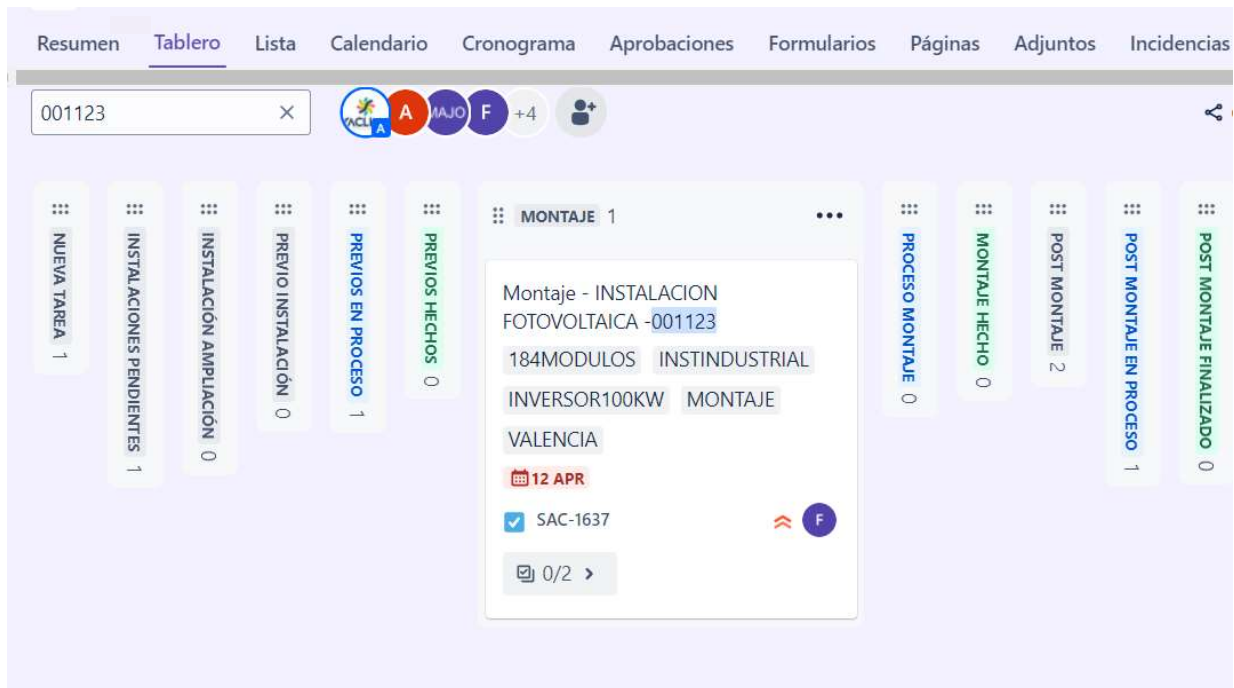 Resumen Tablero Lista Calendario Cronograma Aprobaciones Formularios Páginas Adjuntos Incidencias
001123
A MAJO F +4
A
NUEVA TAREA 1
INSTALACIONES PENDIENTES 1
INSTALACIÓN AMPLIACIÓN 0
PREVIO INSTALACIÓN 0
PREVIOS EN PROCESO 1
PREVIOS HECHOS 0
MONTAJE 1
Montaje - INSTALACION
FOTOVOLTAICA -001123
184MODULOS INSTINDUSTRIAL
INVERSOR100KW MONTAJE
VALENCIA
12 APR
SAC-1637 F
0/2
PROCESO MONTAJE 0
MONTAJE HECHO 0
POST MONTAJE 2
POST MONTAJE EN PROCESO 1
POST MONTAJE FINALIZADO 0